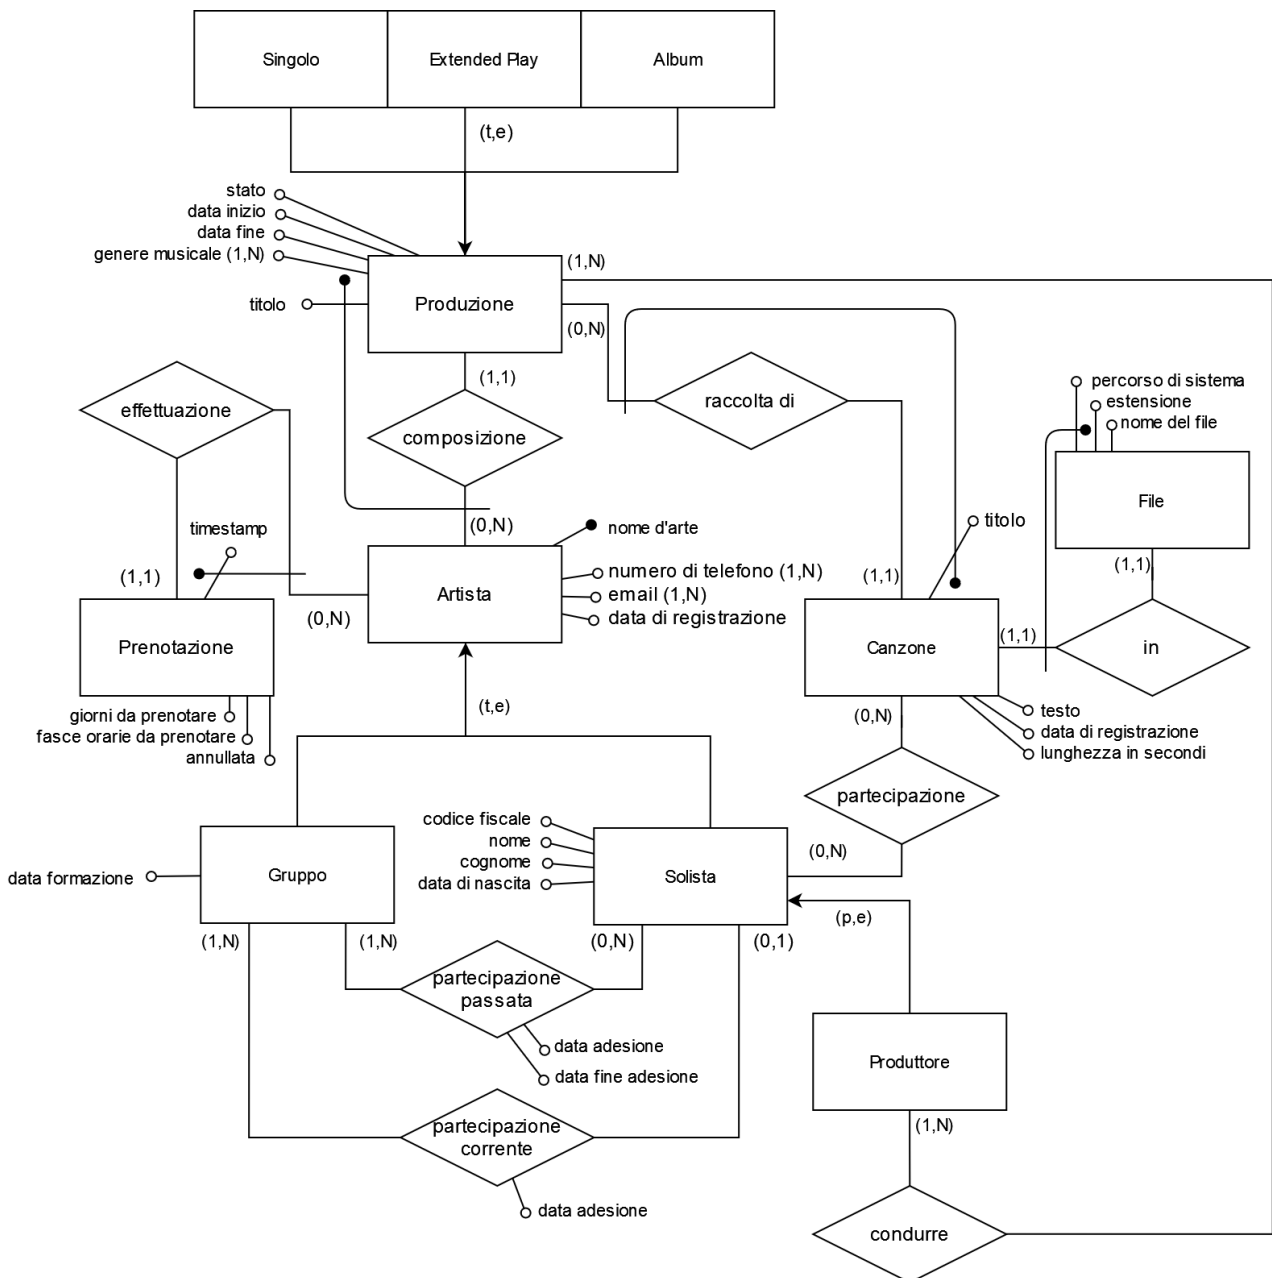 Singolo
Extended Play
Album
(t,e)
stato
data inizio
data fine
genere musicale (1,N)
(1,N)
titolo
Produzione
(0,N)
(1,1)
percorso di sistema
estensione
nome del file
effettuazione
raccolta di
composizione
File
timestamp
(0,N)
nome d'arte
titolo
(1,1)
(1,1)
(1,1)
numero di telefono (1,N)
email (1,N)
data di registrazione
Artista
(0,N)
Prenotazione
Canzone
(1,1)
in
giorni da prenotare
fasce orarie da prenotare
annullata
(t,e)
(0,N)
testo
data di registrazione
lunghezza in secondi
partecipazione
codice fiscale
nome
cognome
data di nascita
(0,N)
data formazione
Gruppo
Solista
(p,e)
(1,N)
(1,N)
(0,N)
(0,1)
partecipazione
passata
data adesione
data fine adesione
Produttore
partecipazione
corrente
(1,N)
data adesione
condurre